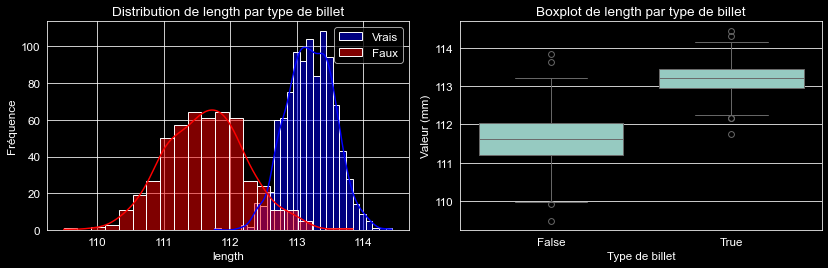 Distribution de length par type de billet
Vrais
Faux
Fréquence
100
80
60
40
20
0
110
111
112
113
114
length
Boxplot de length par type de billet
Valeur (mm)
114
113
112
111
110
False
True
Type de billet